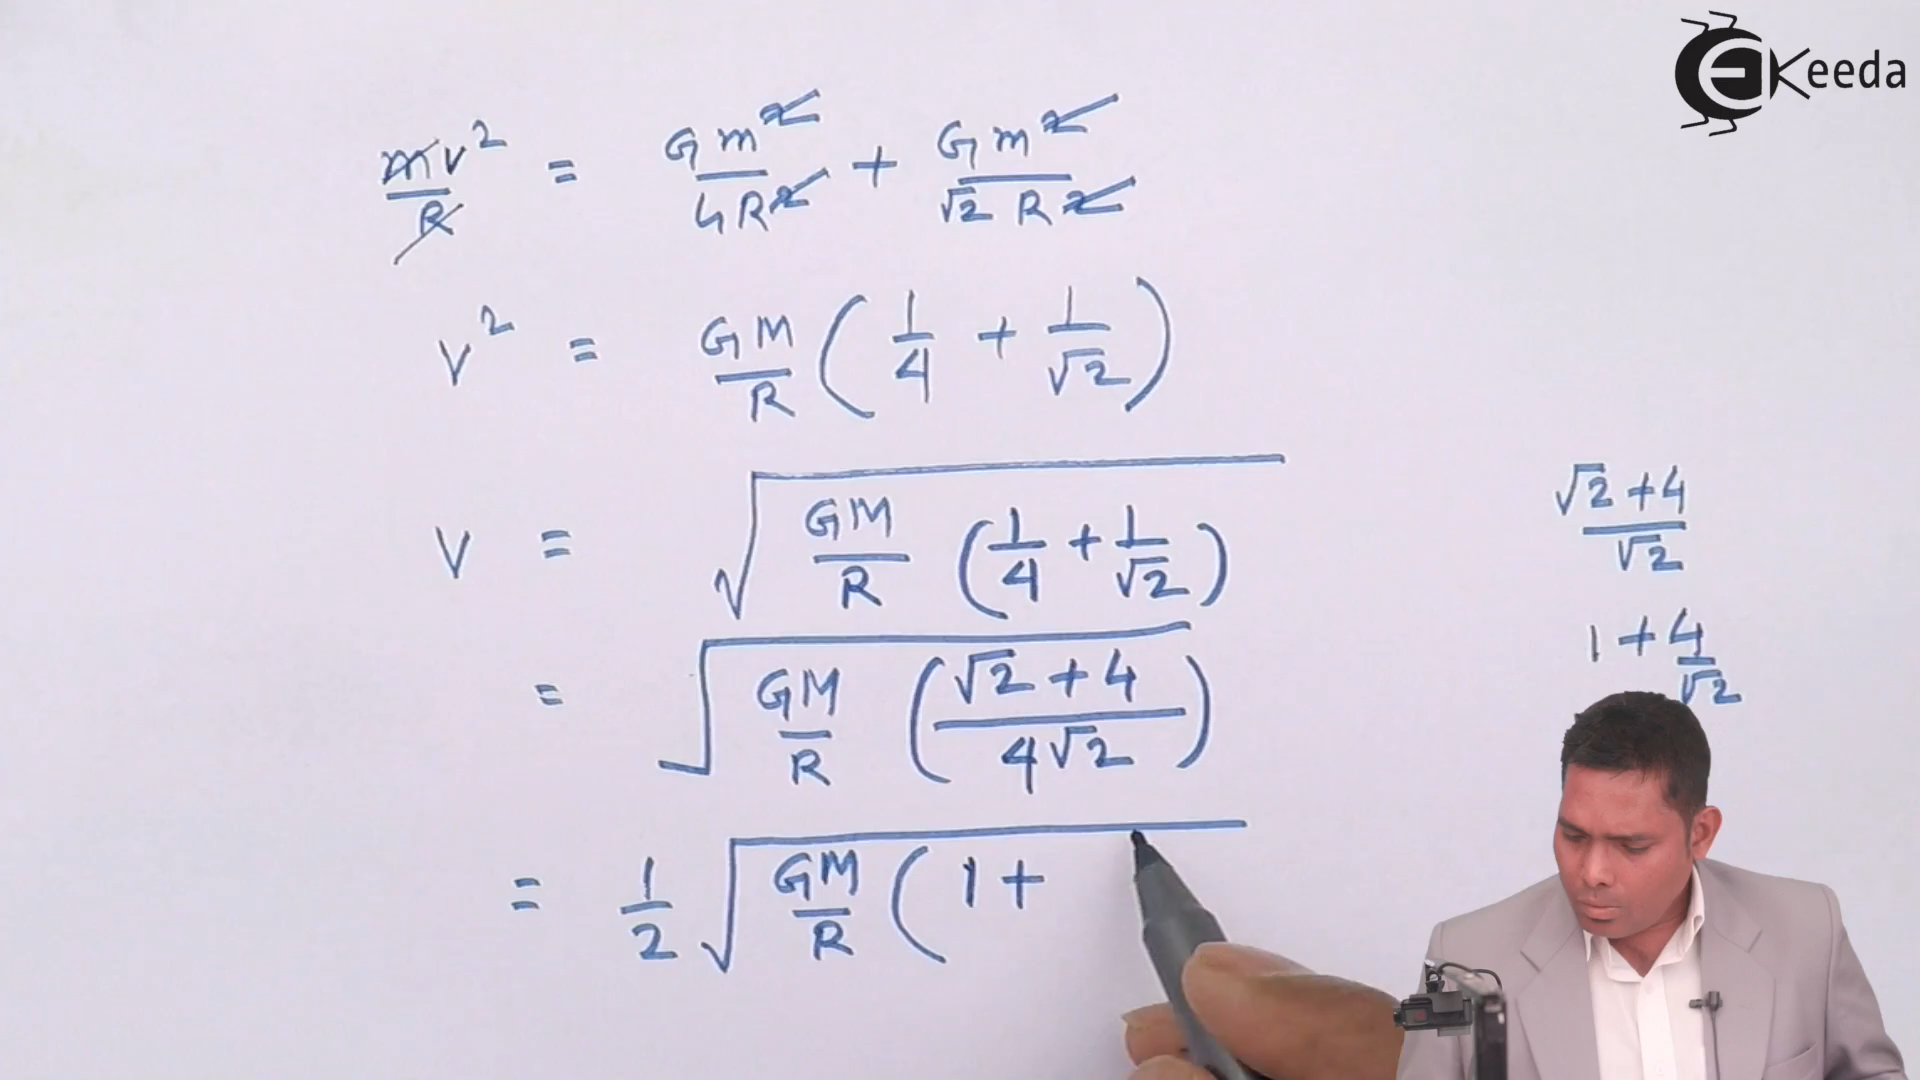 EKeeda
mv² / R = Gm² / 4R² + Gm² / √2 R²
v² = GM / R ( 1/4 + 1/√2 )
V = √( GM / R ( 1/4 + 1/√2 ) )
= √( GM / R ( (√2 + 4) / 4√2 ) )
= 1/2 √( GM / R ( 1 +
(√2 + 4) / √2
1 + 4/√2